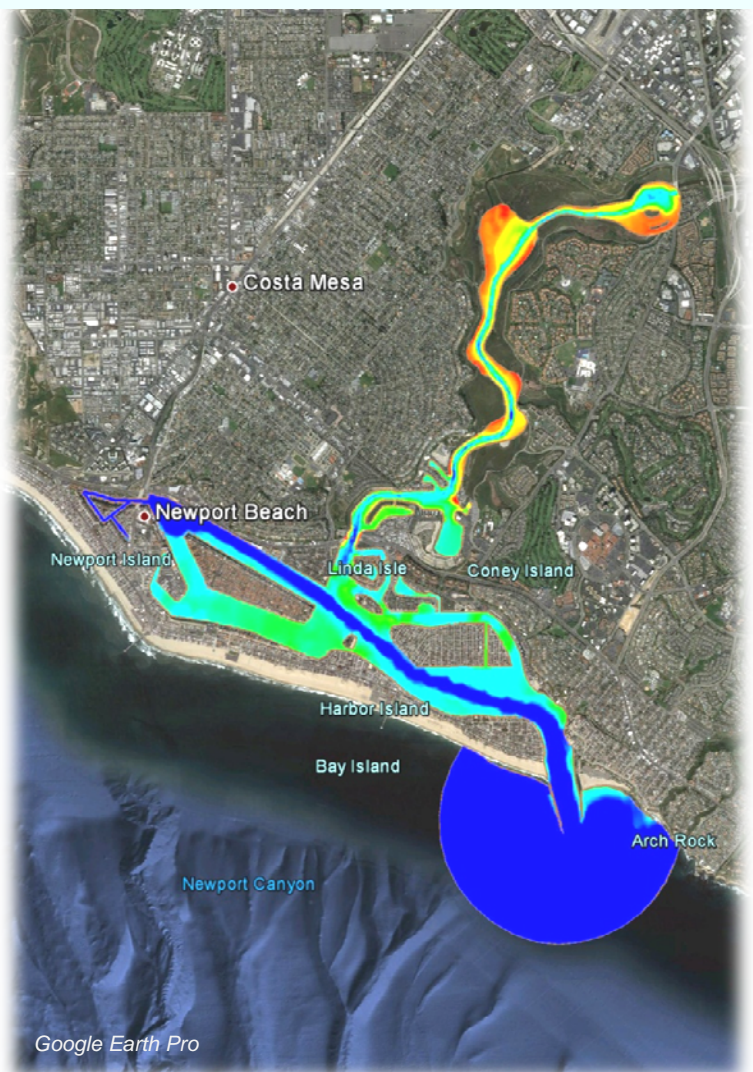 Costa Mesa
Newport Beach
Newport Island
Linda Isle
Coney Island
Harbor Island
Bay Island
Arch Rock
Newport Canyon
Google Earth Pro